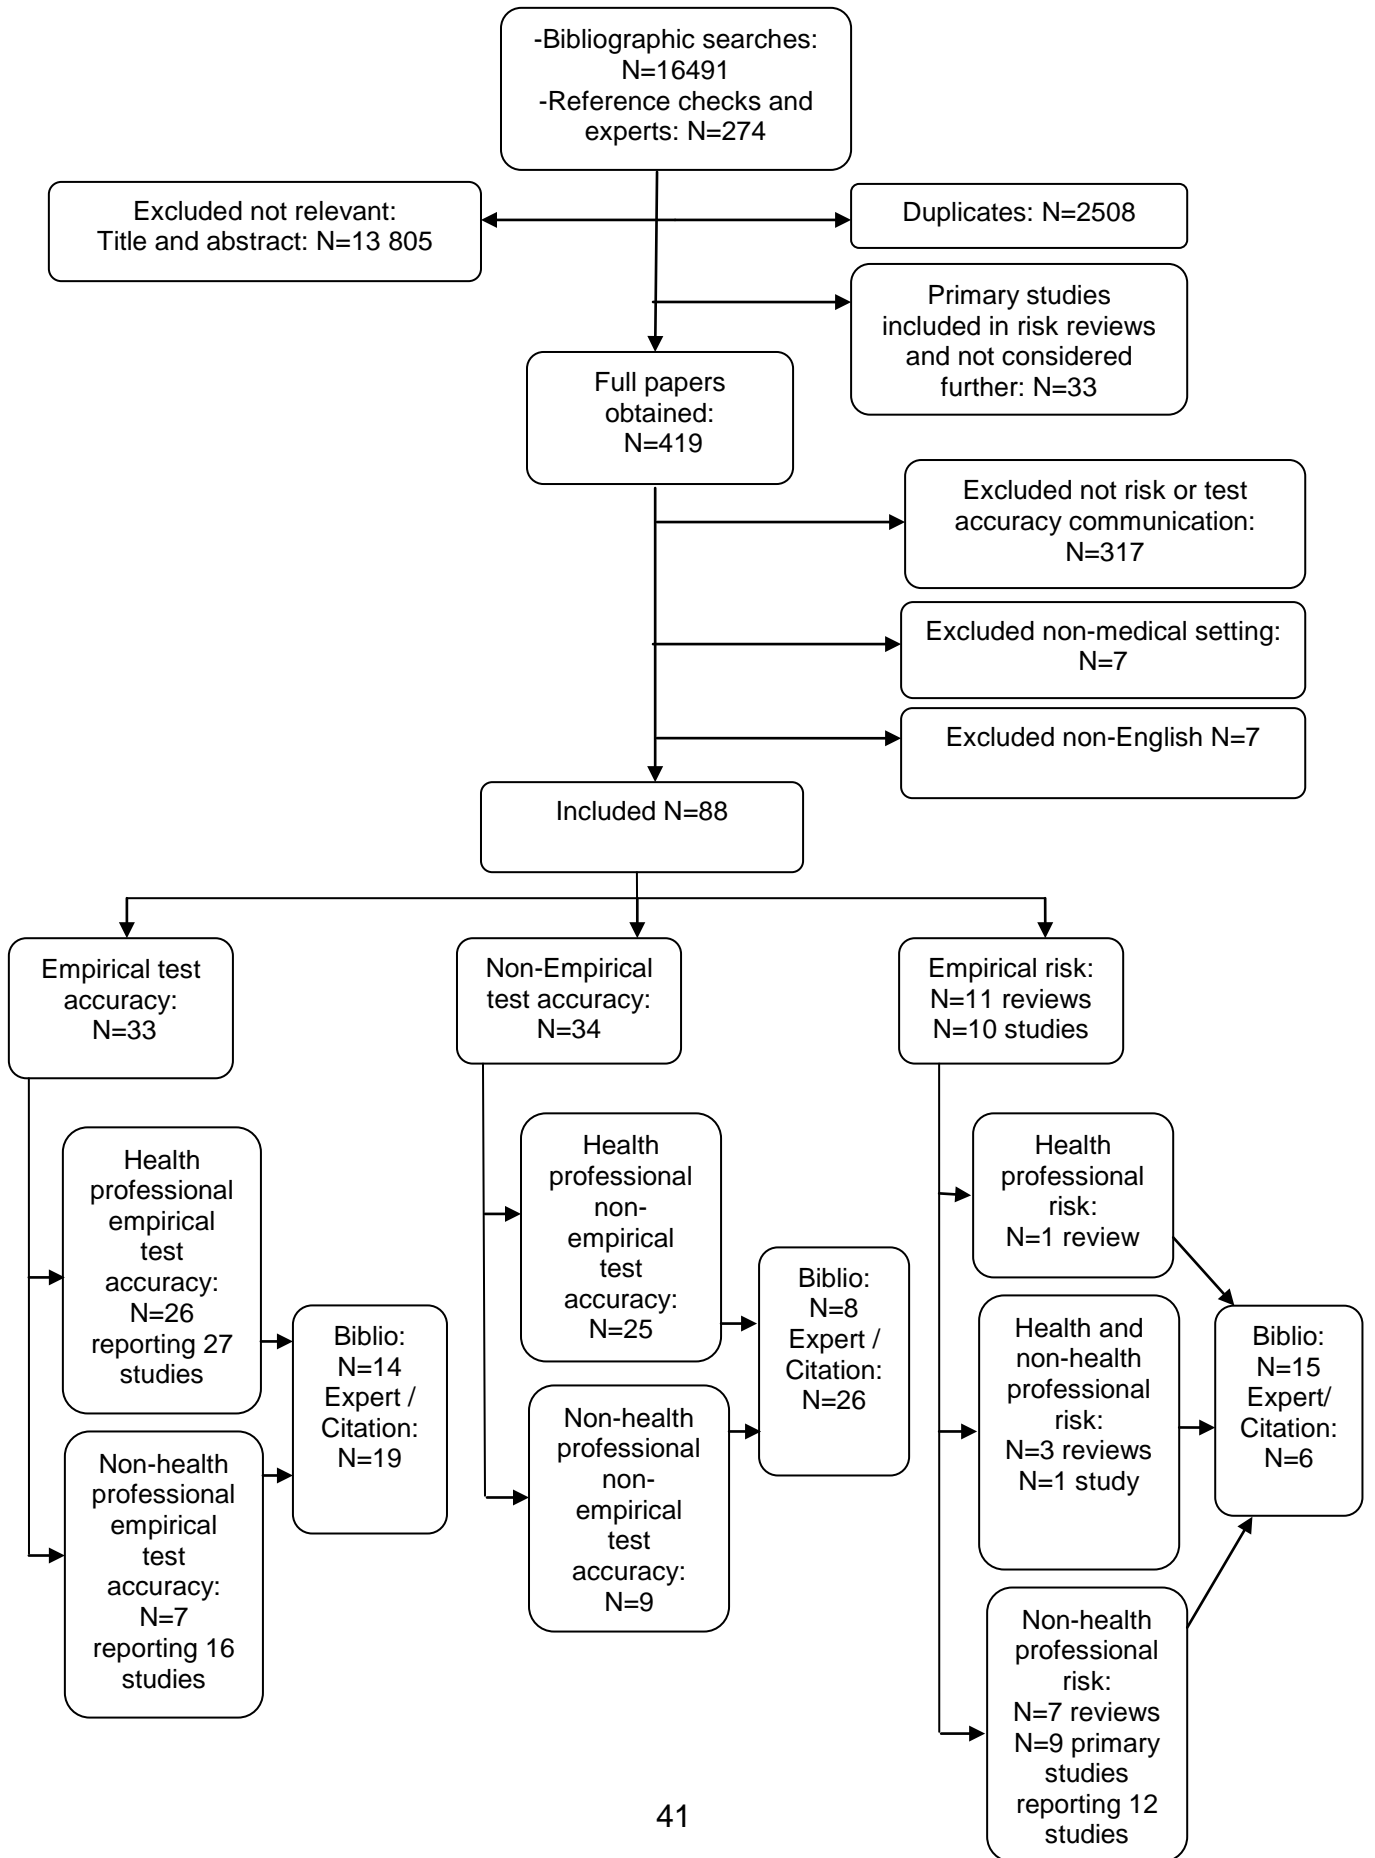 -Bibliographic searches:
N=16491
-Reference checks and
experts: N=274
Excluded not relevant:
Title and abstract: N=13 805
Duplicates: N=2508
Primary studies
included in risk reviews
and not considered
further: N=33
Full papers
obtained:
N=419
Excluded not risk or test
accuracy communication:
N=317
Excluded non-medical setting:
N=7
Excluded non-English N=7
Included N=88
Empirical test
accuracy:
N=33
Non-Empirical
test accuracy:
N=34
Empirical risk:
N=11 reviews
N=10 studies
Health
professional
empirical
test
accuracy:
N=26
reporting 27
studies
Non-health
professional
empirical
test
accuracy:
N=7
reporting 16
studies
Biblio:
N=14
Expert /
Citation:
N=19
Health
professional
non-
empirical
test
accuracy:
N=25
Non-health
professional
non-
empirical
test
accuracy:
N=9
Biblio:
N=8
Expert /
Citation:
N=26
Health
professional
risk:
N=1 review
Health and
non-health
professional
risk:
N=3 reviews
N=1 study
Non-health
professional
risk:
N=7 reviews
N=9 primary
studies
reporting 12
studies
Biblio:
N=15
Expert/
Citation:
N=6
41